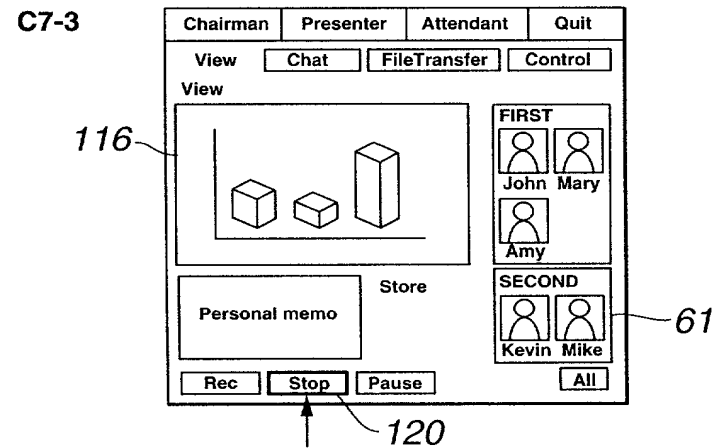 C7-3
Chairman Presenter Attendant Quit
View Chat FileTransfer Control
View
116
FIRST
John Mary
Amy
Store
Personal memo
SECOND
61
Kevin Mike
Rec Stop Pause All
120